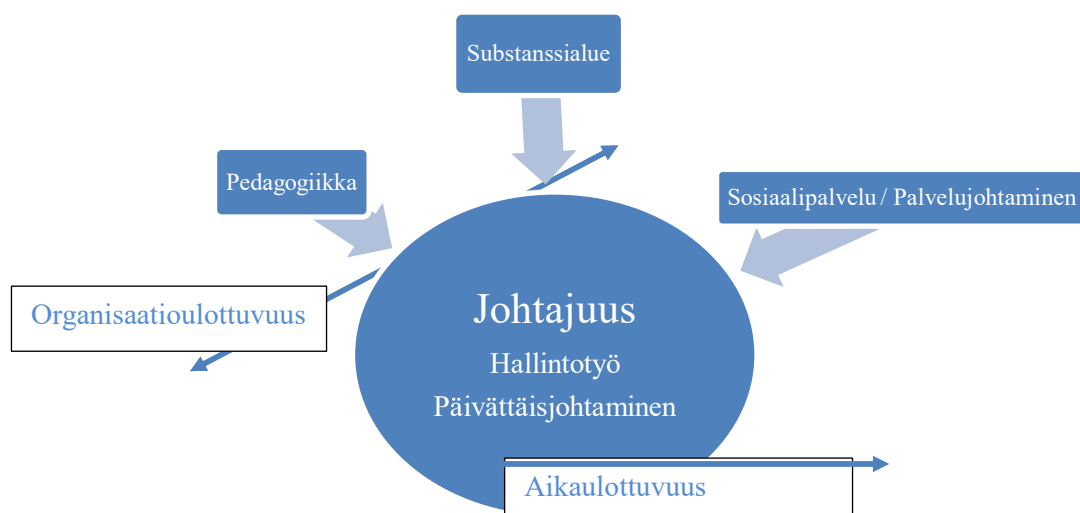 Substanssialue
Pedagogiikka
Sosiaalipalvelu / Palvelujohtaminen
Organisaatioulottuvuus
Johtajuus
Hallintotyö
Päivättäisjohtaminen
Aikaulottuvuus